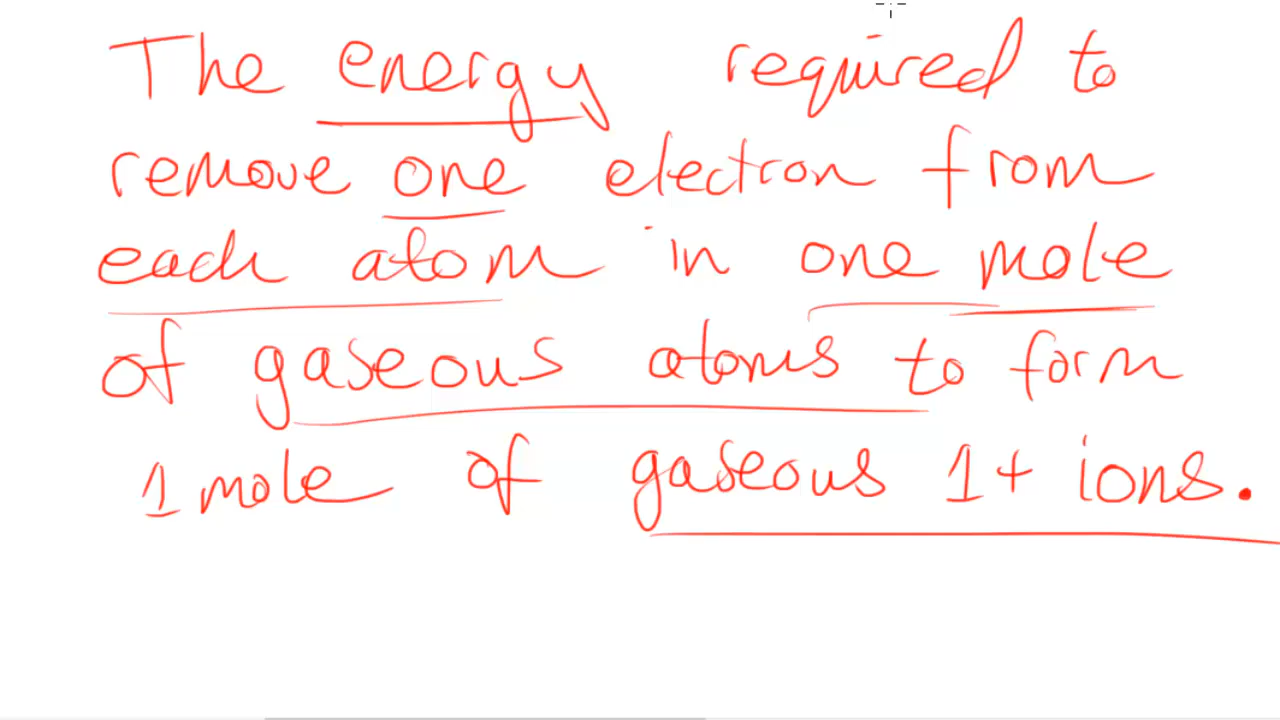 The energy required to
remove one electron from
each atom in one mole
of gaseous atoms to form
1 mole of gaseous 1+ ions.